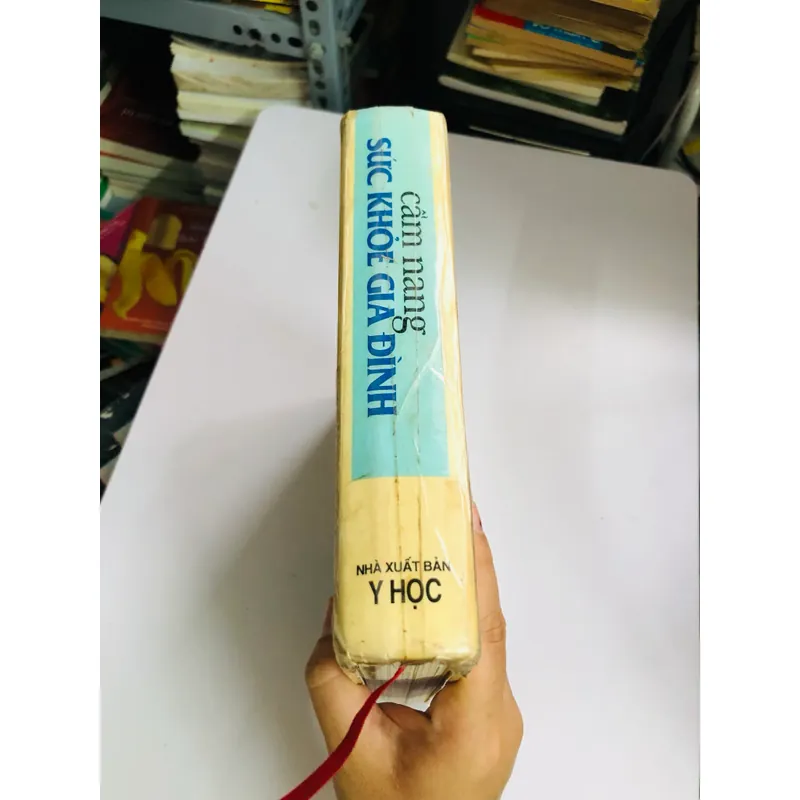 cẩm nang
SỨC KHỎE GIA ĐÌNH
NHÀ XUẤT BẢN
Y HỌC